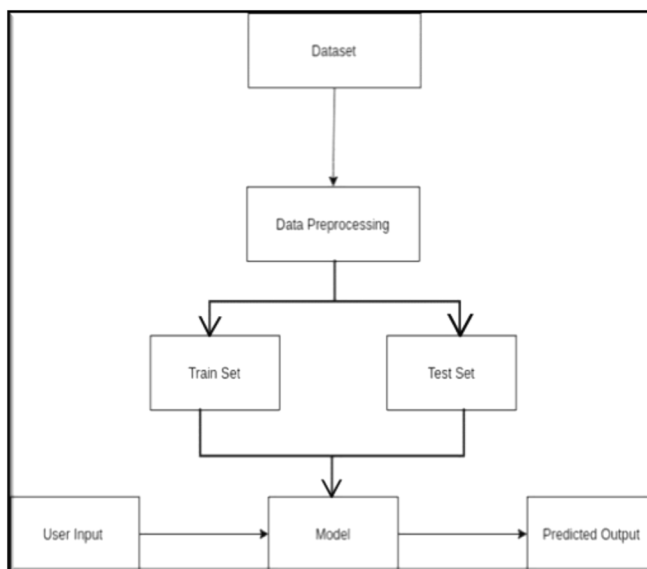 Dataset
Data Preprocessing
Train Set
Test Set
User Input
Model
Predicted Output